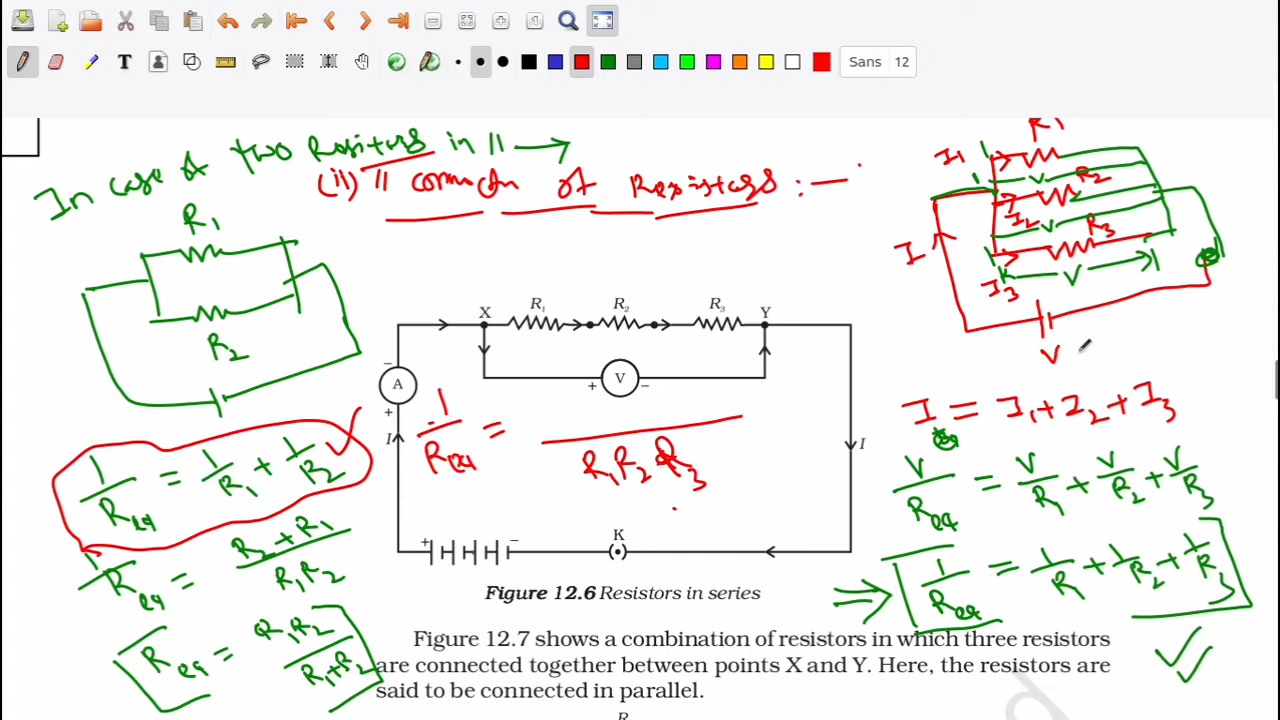 Sans 12
In case of two Resistors in || →
(ii) || connectn of Resistors : —
R1
R2
I1
R1
V
I2
R2
V
R3
I
I3
V
V
X R₁ R₂ R₃ Y
+ V −
−
A
+
I
I
K
+ −
1/Req = 1/R1 + 1/R2
1/Req = R2+R1/R1R2
Req = R1R2/R1+R2
1/Req = /R1R2R3
I = I1+I2+I3
V/Req = V/R1 + V/R2 + V/R3
⇒ 1/Req = 1/R1 + 1/R2 + 1/R3
Figure 12.6 Resistors in series
Figure 12.7 shows a combination of resistors in which three resistors
are connected together between points X and Y. Here, the resistors are
said to be connected in parallel.
R